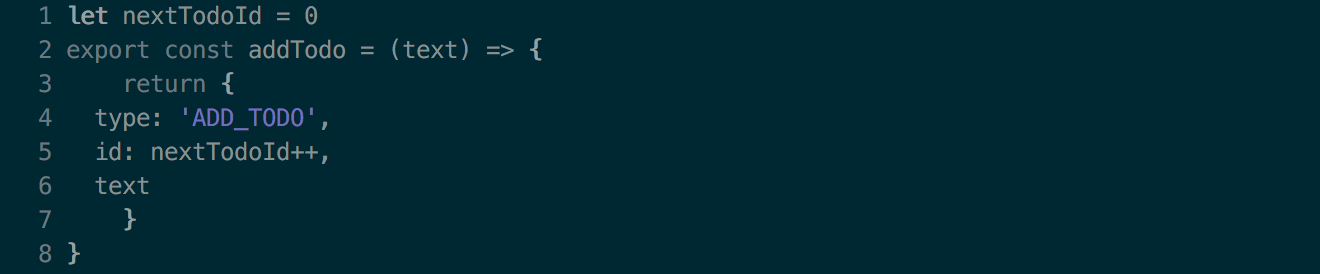 1 let nextTodoId = 0
2 export const addTodo = (text) => {
3     return {
4   type: 'ADD_TODO',
5   id: nextTodoId++,
6   text
7     }
8 }